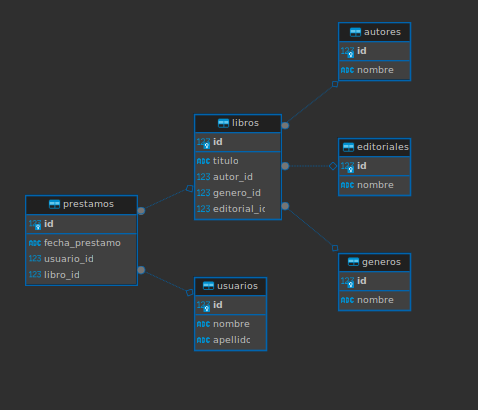 autores
123 id
ABC nombre
libros
123 id
ABC titulo
123 autor_id
123 genero_id
123 editorial_id
editoriales
123 id
ABC nombre
prestamos
123 id
ABC fecha_prestamo
123 usuario_id
123 libro_id
generos
123 id
ABC nombre
usuarios
123 id
ABC nombre
ABC apellido